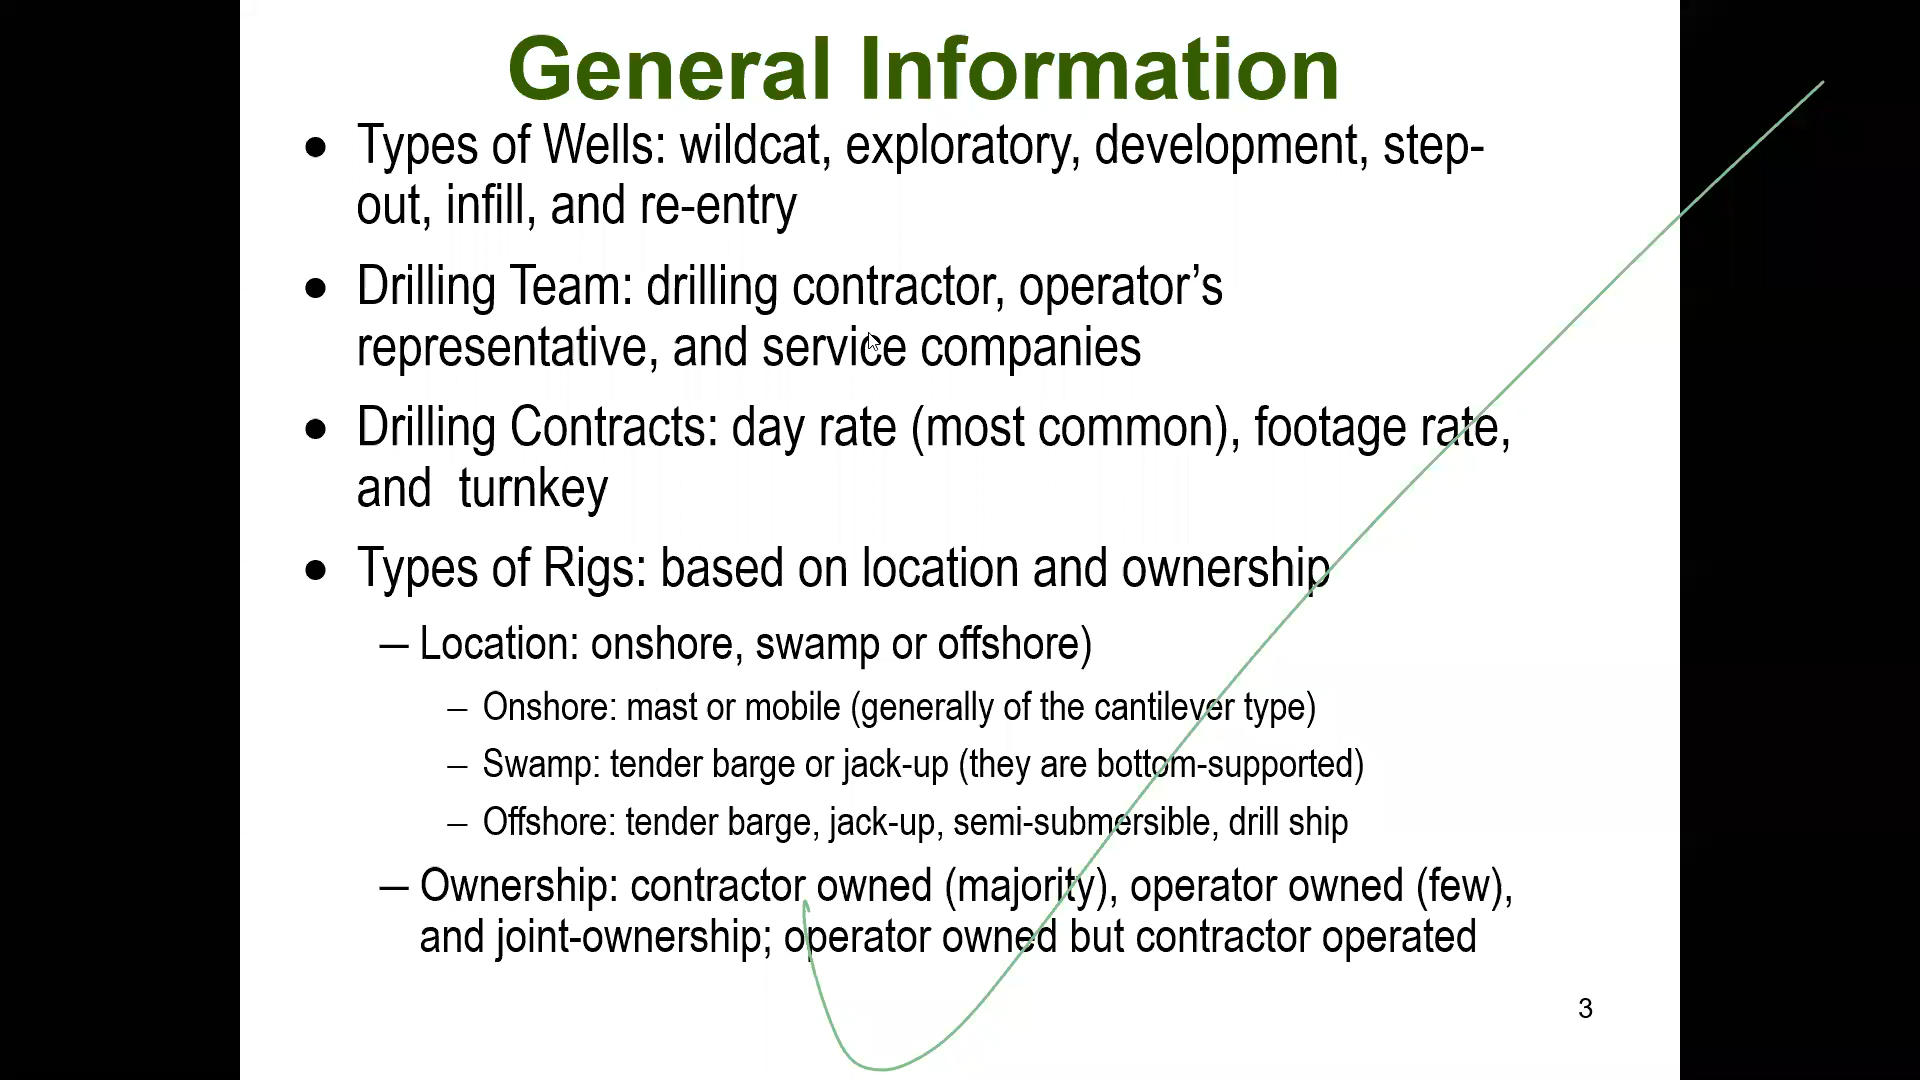 General Information
• Types of Wells: wildcat, exploratory, development, step-
out, infill, and re-entry
• Drilling Team: drilling contractor, operator’s
representative, and service companies
• Drilling Contracts: day rate (most common), footage rate,
and  turnkey
• Types of Rigs: based on location and ownership
– Location: onshore, swamp or offshore)
– Onshore: mast or mobile (generally of the cantilever type)
– Swamp: tender barge or jack-up (they are bottom-supported)
– Offshore: tender barge, jack-up, semi-submersible, drill ship
– Ownership: contractor owned (majority), operator owned (few),
and joint-ownership; operator owned but contractor operated
3